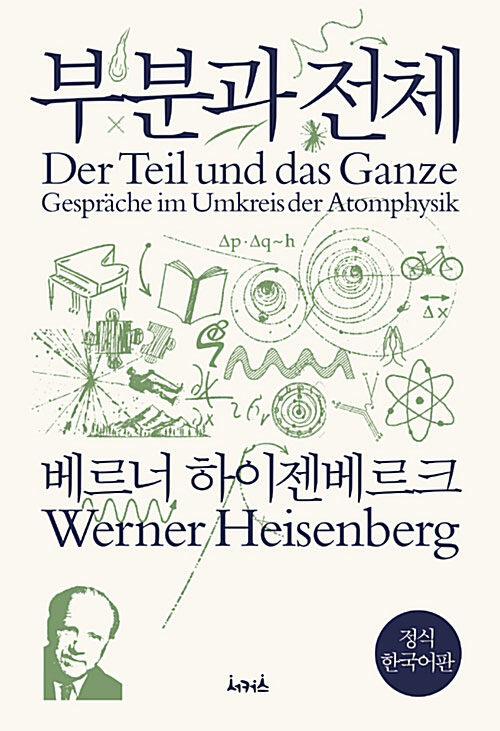 부분과 전체
Der Teil und das Ganze
Gespräche im Umkreis der Atomphysik
Δp · Δq ~ h
Δx
베르너 하이젠베르크
Werner Heisenberg
정식
한국어판
서커스